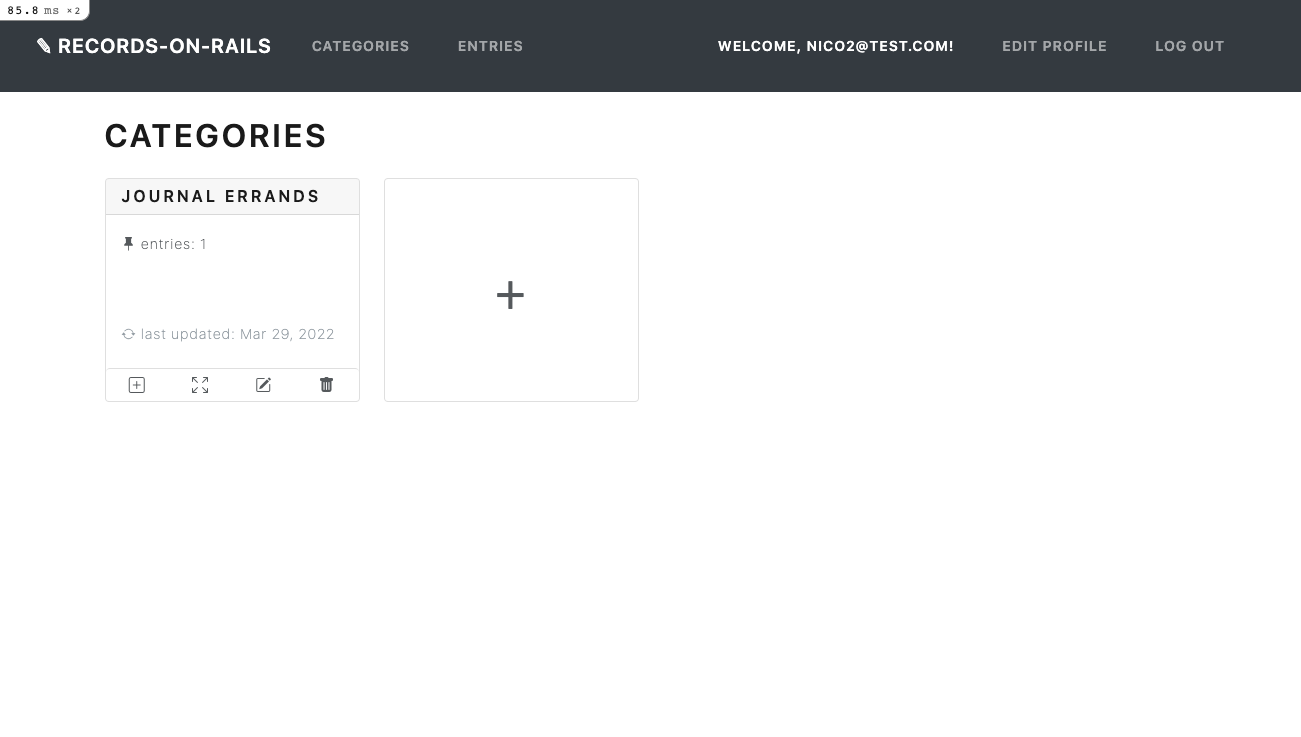 85.8 ms ×2
RECORDS-ON-RAILS CATEGORIES ENTRIES WELCOME, NICO2@TEST.COM! EDIT PROFILE LOG OUT
CATEGORIES
JOURNAL ERRANDS
entries: 1
last updated: Mar 29, 2022